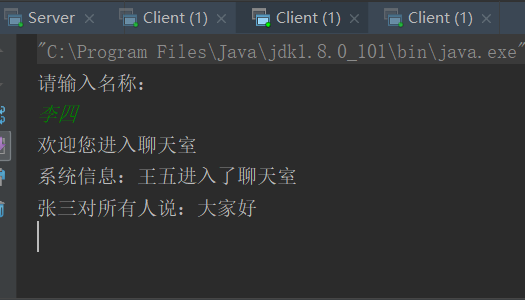 Server Client (1) Client (1) Client (1)
"C:\Program Files\Java\jdk1.8.0_101\bin\java.exe"
请输入名称：
李四
欢迎您进入聊天室
系统信息：王五进入了聊天室
张三对所有人说：大家好